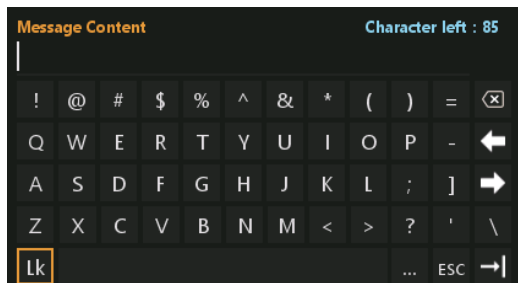 Message Content Character left : 85
! @ # $ % ^ & * ( ) =
Q W E R T Y U I O P -
A S D F G H J K L ; ]
Z X C V B N M < > ? ' \
Lk ... ESC